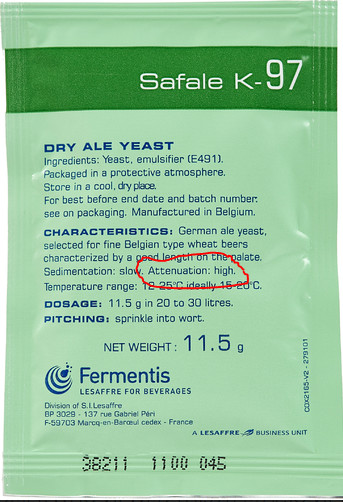 Safale K-97
DRY ALE YEAST
Ingredients: Yeast, emulsifier (E491).
Packaged in a protective atmosphere.
Store in a cool, dry place.
For best before end date and batch number:
see on packaging. Manufactured in Belgium.
CHARACTERISTICS: German ale yeast,
selected for fine Belgian type wheat beers
characterized by a good length on the palate.
Sedimentation: slow. Attenuation: high.
Temperature range: 12-25°C ideally 15-20°C.
DOSAGE: 11.5 g in 20 to 30 litres.
PITCHING: sprinkle into wort.
NET WEIGHT : 11.5 g
Fermentis
LESAFFRE FOR BEVERAGES
Division of S.I.Lesaffre
BP 3029 - 137 rue Gabriel Péri
F-59703 Marcq-en-Barœul cedex - France
A LESAFFRE BUSINESS UNIT
COX2165-v2 - 279101
38211 1100 045